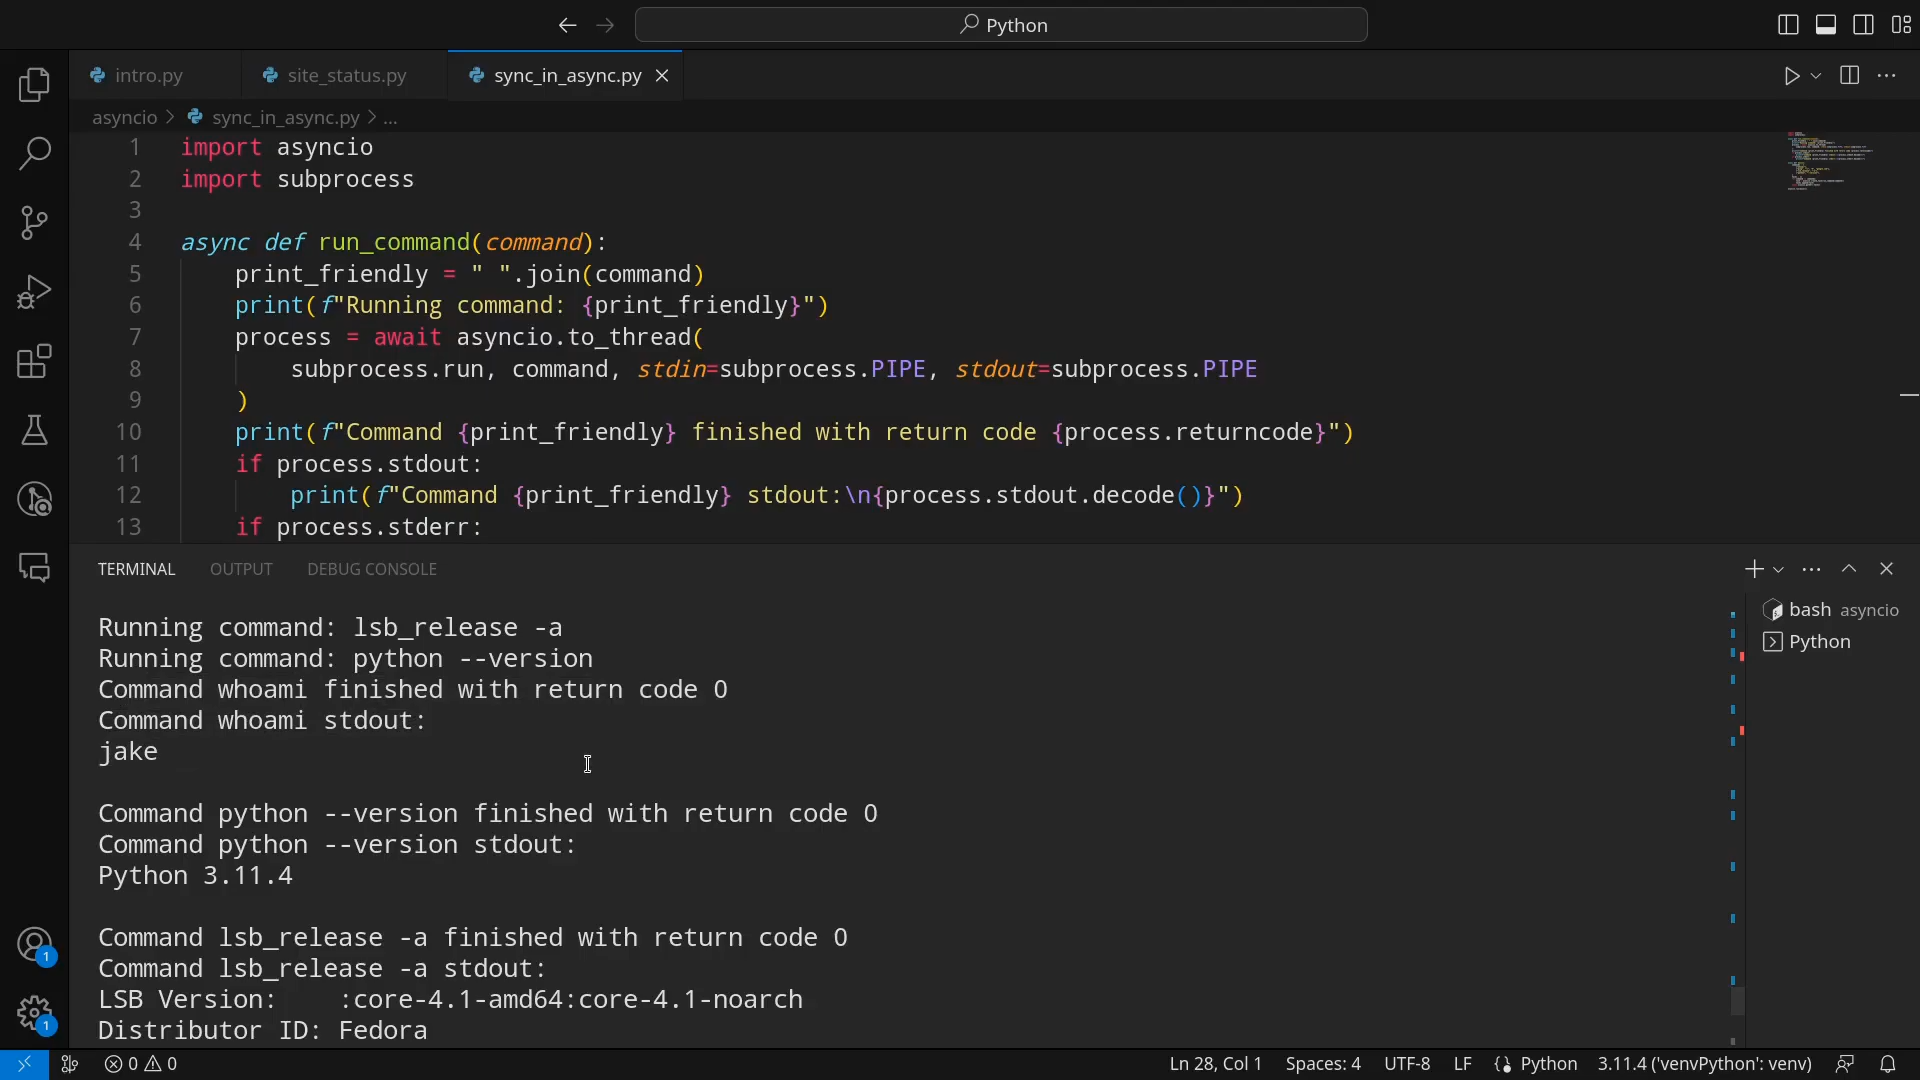 Python
intro.py
site_status.py
sync_in_async.py
asyncio > sync_in_async.py > ...
1 import asyncio
2 import subprocess
3
4 async def run_command(command):
5 print_friendly = " ".join(command)
6 print(f"Running command: {print_friendly}")
7 process = await asyncio.to_thread(
8 subprocess.run, command, stdin=subprocess.PIPE, stdout=subprocess.PIPE
9 )
10 print(f"Command {print_friendly} finished with return code {process.returncode}")
11 if process.stdout:
12 print(f"Command {print_friendly} stdout:\n{process.stdout.decode()}")
13 if process.stderr:
TERMINAL OUTPUT DEBUG CONSOLE
Running command: lsb_release -a
Running command: python --version
Command whoami finished with return code 0
Command whoami stdout:
jake
Command python --version finished with return code 0
Command python --version stdout:
Python 3.11.4
Command lsb_release -a finished with return code 0
Command lsb_release -a stdout:
LSB Version: :core-4.1-amd64:core-4.1-noarch
Distributor ID: Fedora
bash asyncio
Python
1
1
0 0
Ln 28, Col 1 Spaces: 4 UTF-8 LF Python 3.11.4 ('venvPython': venv)